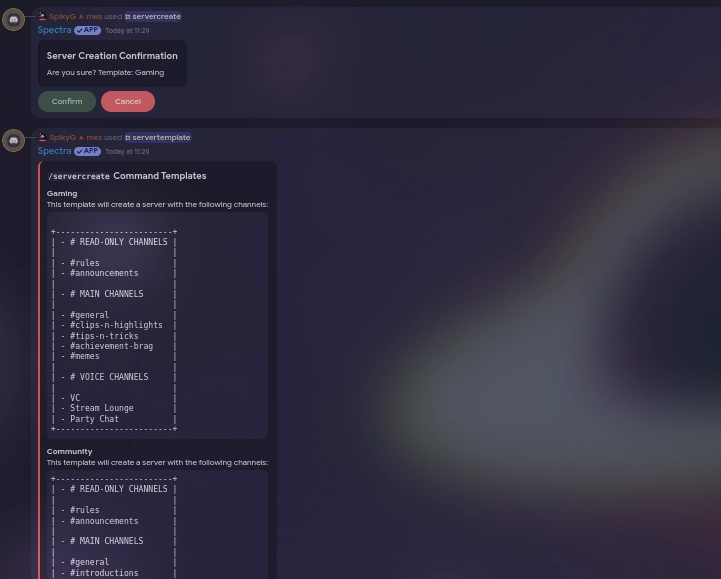 SpikyG ▲ mes used servercreate
Spectra ✓ APP Today at 11:29
Server Creation Confirmation
Are you sure? Template: Gaming
Confirm Cancel
SpikyG ▲ mes used servertemplate
Spectra ✓ APP Today at 11:29
/servercreate Command Templates
Gaming
This template will create a server with the following channels:
+------------------------+
| - # READ-ONLY CHANNELS |
| |
| - #rules |
| - #announcements |
| |
| - # MAIN CHANNELS |
| |
| - #general |
| - #clips-n-highlights |
| - #tips-n-tricks |
| - #achievement-brag |
| - #memes |
| |
| - # VOICE CHANNELS |
| |
| - VC |
| - Stream Lounge |
| - Party Chat |
+------------------------+
Community
This template will create a server with the following channels:
+------------------------+
| - # READ-ONLY CHANNELS |
| |
| - #rules |
| - #announcements |
| |
| - # MAIN CHANNELS |
| |
| - #general |
| - #introductions |